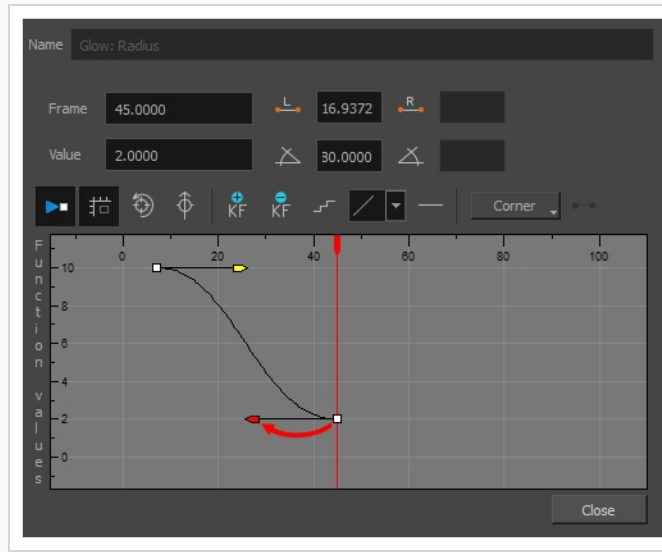 Name Glow: Radius
Frame 45.0000 L 16.9372 R
Value 2.0000 80.0000
KF KF Corner
0 20 40 60 80 100
Function values
10
8
6
4
2
0
Close